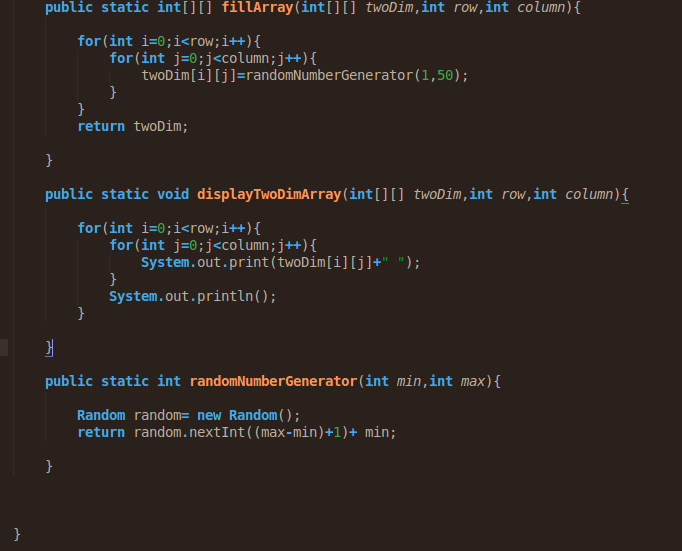 public static int[][] fillArray(int[][] twoDim,int row,int column){
for(int i=0;i<row;i++){
for(int j=0;j<column;j++){
twoDim[i][j]=randomNumberGenerator(1,50);
}
}
return twoDim;
}
public static void displayTwoDimArray(int[][] twoDim,int row,int column){
for(int i=0;i<row;i++){
for(int j=0;j<column;j++){
System.out.print(twoDim[i][j]+" ");
}
System.out.println();
}
}
public static int randomNumberGenerator(int min,int max){
Random random= new Random();
return random.nextInt((max-min)+1)+ min;
}
}